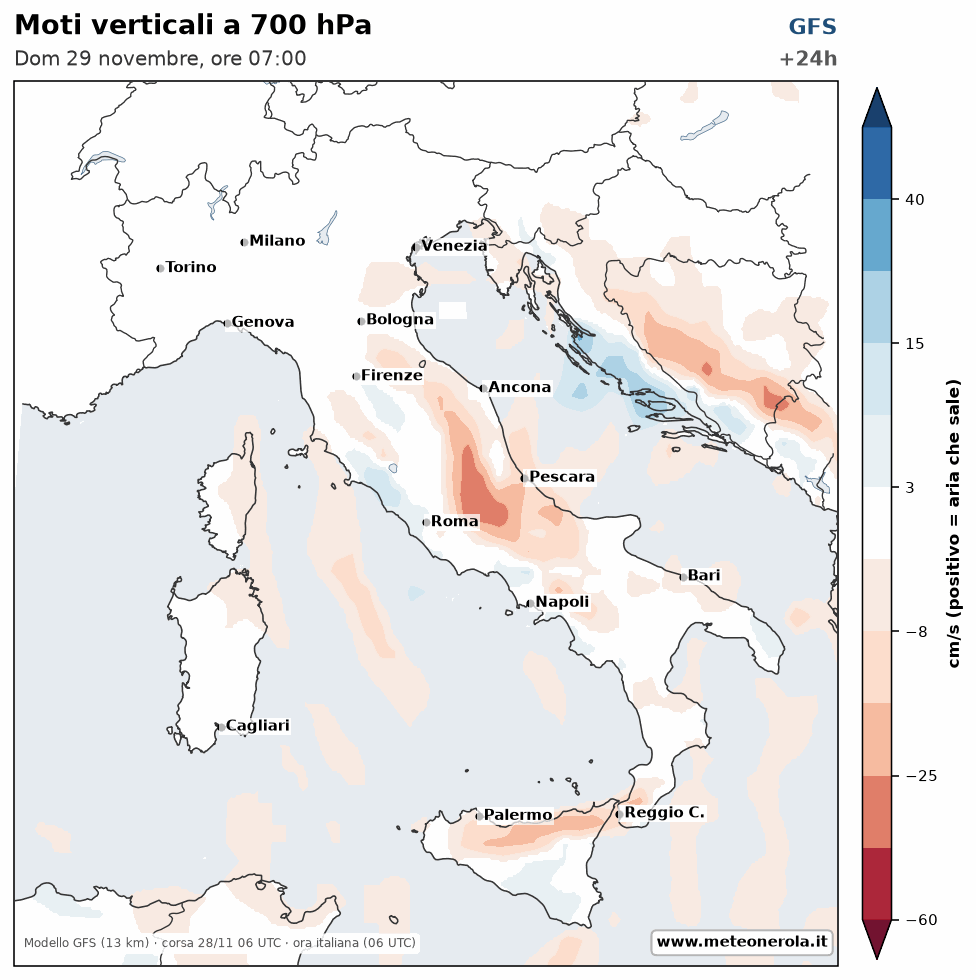 Moti verticali a 700 hPa
GFS
Dom 29 novembre, ore 07:00
+24h
Milano
Venezia
Torino
Genova
Bologna
Firenze
Ancona
Pescara
Roma
Bari
Napoli
Cagliari
Palermo
Reggio C.
40
15
3
−8
−25
−60
cm/s (positivo = aria che sale)
Modello GFS (13 km) · corsa 28/11 06 UTC · ora italiana (06 UTC)
www.meteonerola.it